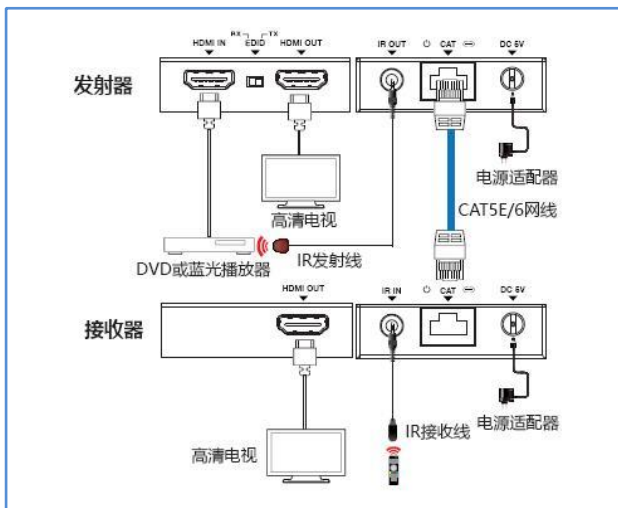 RX TX
HDMI IN EDID HDMI OUT IR OUT CAT DC 5V
发射器
电源适配器
高清电视
CAT5E/6网线
IR发射线
DVD或蓝光播放器
HDMI OUT IR IN CAT DC 5V
接收器
IR接收线
电源适配器
高清电视